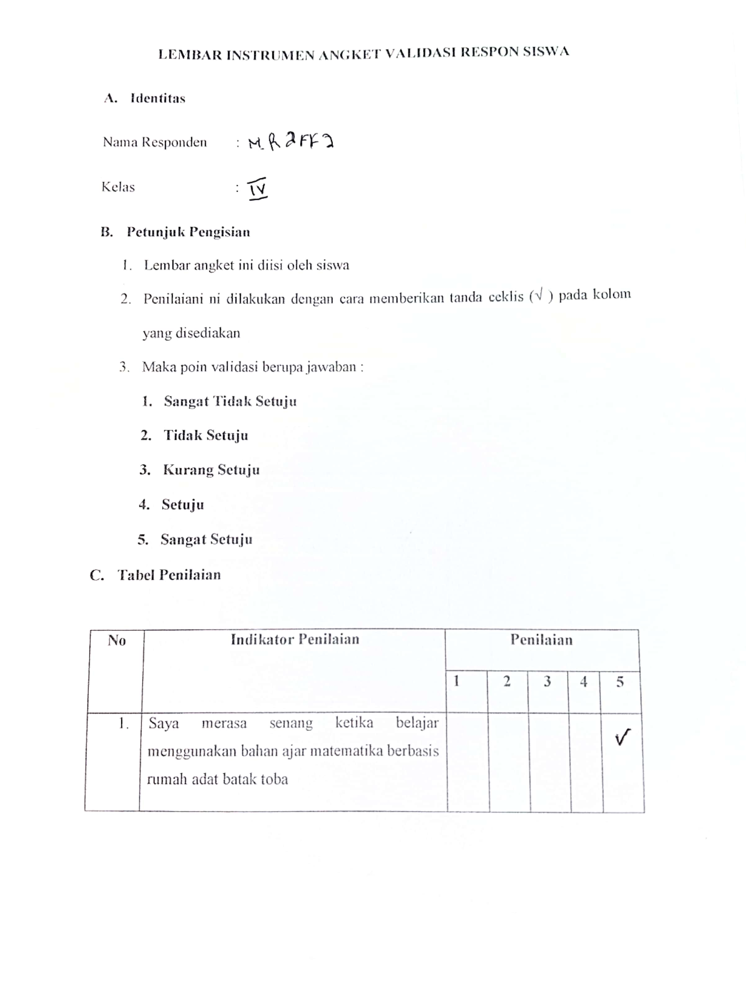 LEMBAR INSTRUMEN ANGKET VALIDASI RESPON SISWA
A. Identitas
Nama Responden : M. Raffa
Kelas : IV
B. Petunjuk Pengisian
1. Lembar angket ini diisi oleh siswa
2. Penilaiani ni dilakukan dengan cara memberikan tanda ceklis (√ ) pada kolom
yang disediakan
3. Maka poin validasi berupa jawaban :
1. Sangat Tidak Setuju
2. Tidak Setuju
3. Kurang Setuju
4. Setuju
5. Sangat Setuju
C. Tabel Penilaian
No Indikator Penilaian Penilaian
1 2 3 4 5
1. Saya merasa senang ketika belajar
menggunakan bahan ajar matematika berbasis √
rumah adat batak toba